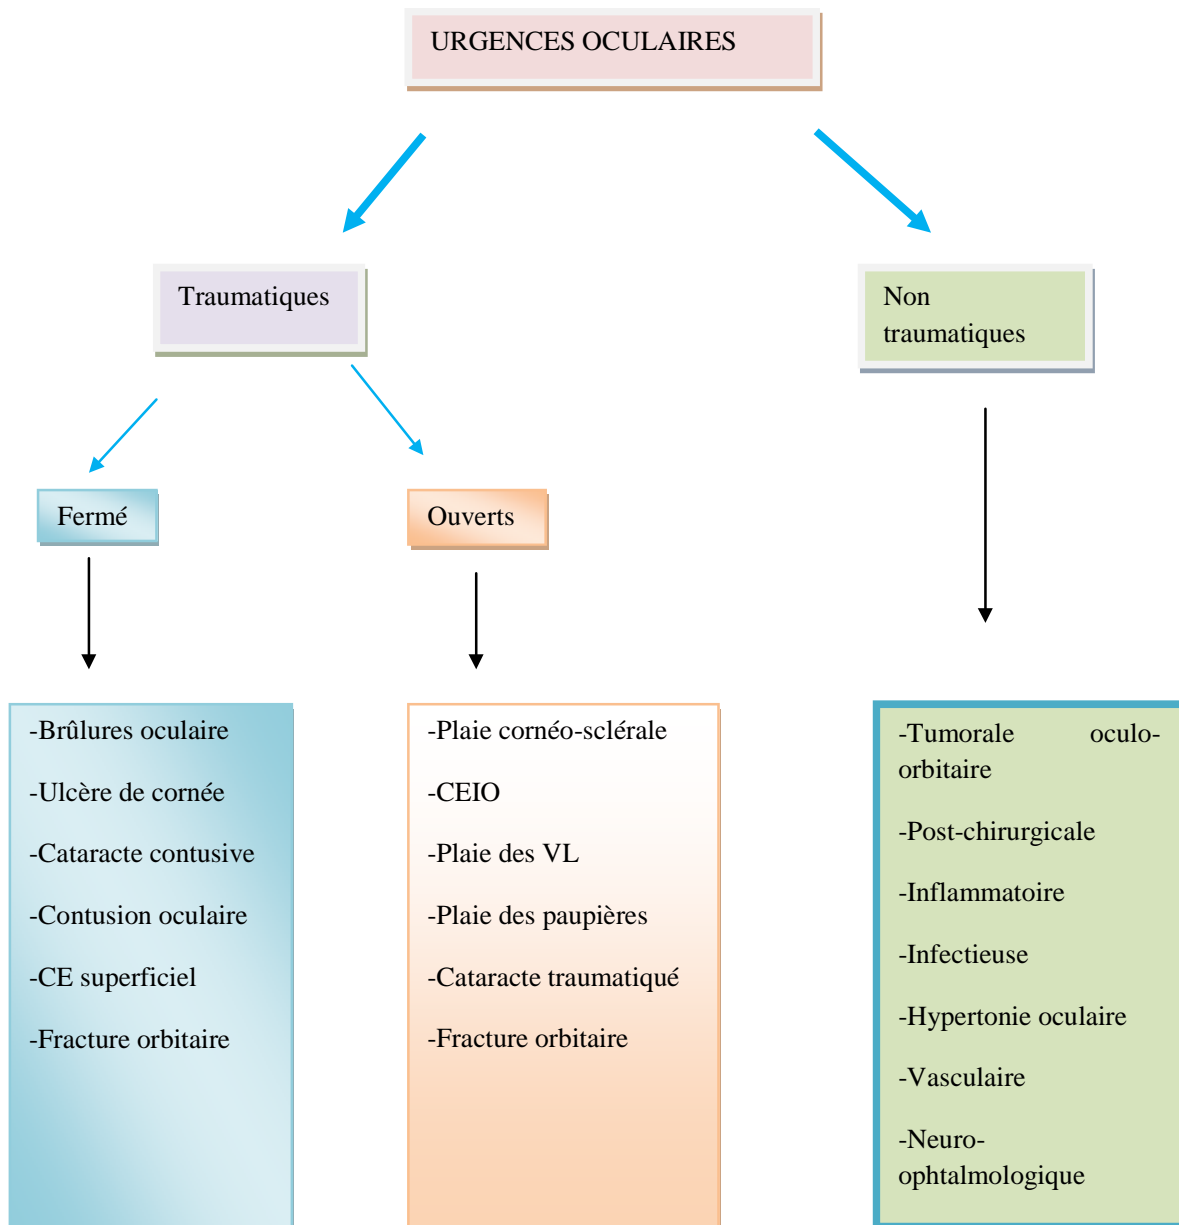 URGENCES OCULAIRES
Traumatiques
Non
traumatiques
Fermé
Ouverts
-Brûlures oculaire
-Ulcère de cornée
-Cataracte contusive
-Contusion oculaire
-CE superficiel
-Fracture orbitaire
-Plaie cornéo-sclérale
-CEIO
-Plaie des VL
-Plaie des paupières
-Cataracte traumatiqué
-Fracture orbitaire
-Tumorale oculo-
orbitaire
-Post-chirurgicale
-Inflammatoire
-Infectieuse
-Hypertonie oculaire
-Vasculaire
-Neuro-
ophtalmologique